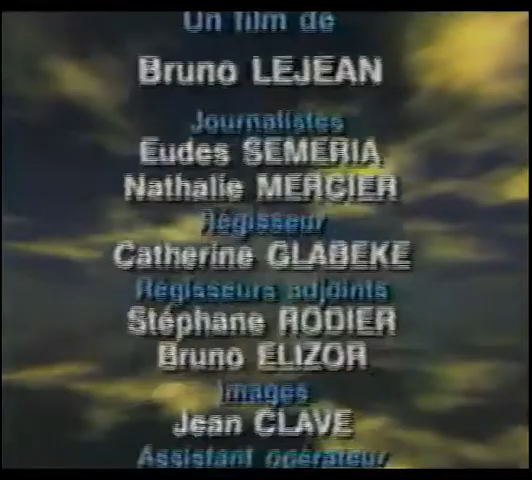 Un film de
Bruno LEJEAN
Journalistes
Eudes SEMERIA
Nathalie MERCIER
Régisseur
Catherine GLABEKE
Régisseurs adjoints
Stéphane RODIER
Bruno ELIZOR
Images
Jean CLAVE
Assistant opérateur